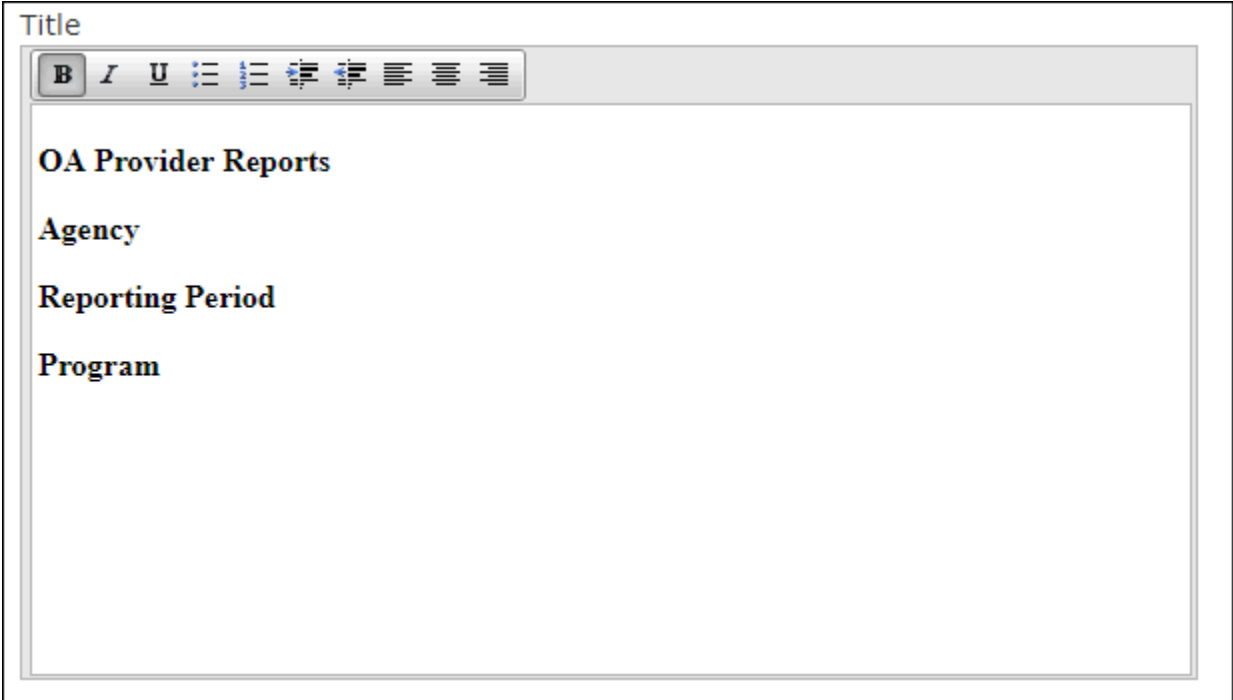 Title
B I U
OA Provider Reports
Agency
Reporting Period
Program